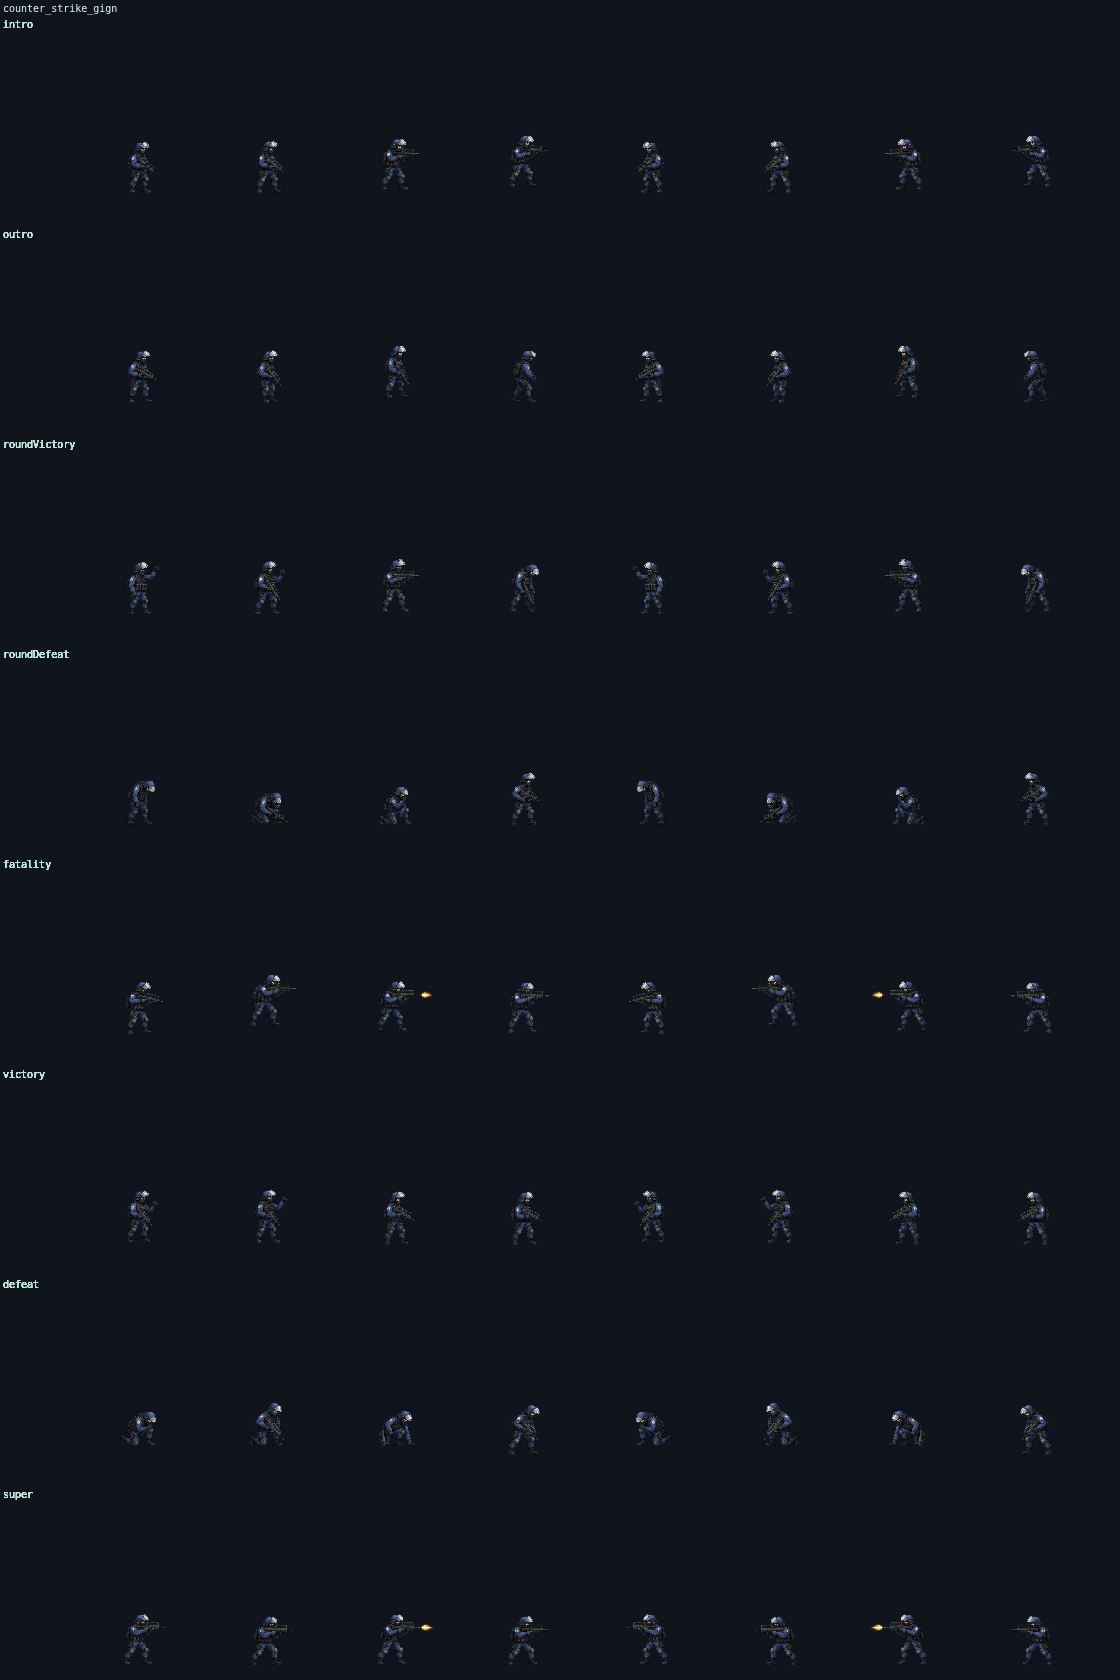 counter_strike_gign
intro
outro
roundVictory
roundDefeat
fatality
victory
defeat
super